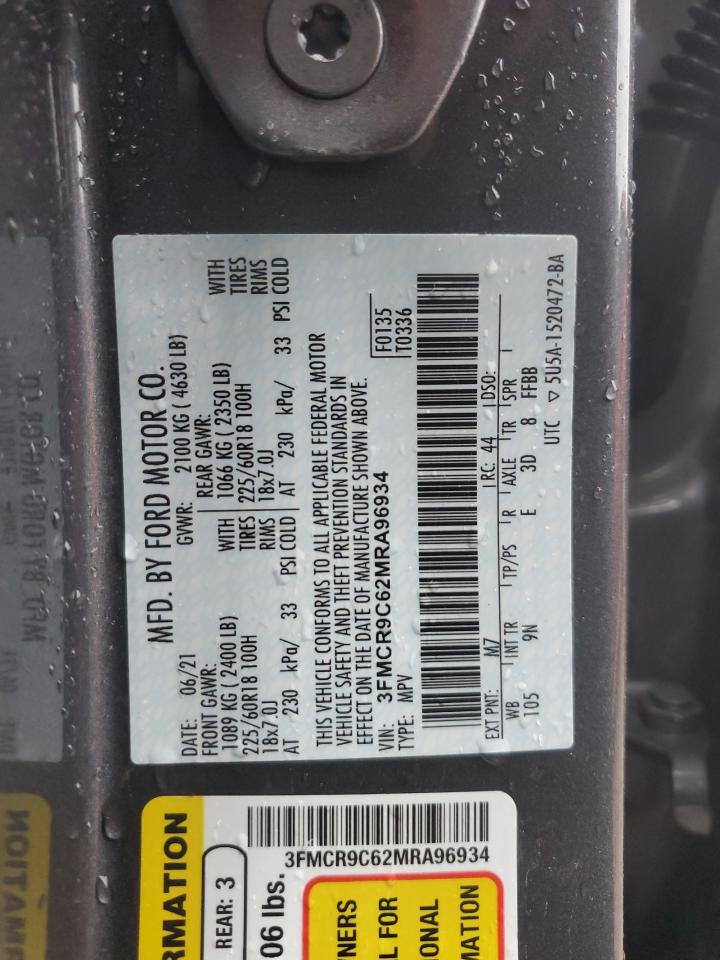 MFD. BY FORD MOTOR CO.
DATE: 06/21 GVWR: 2100 KG ( 4630 LB)
FRONT GAWR: REAR GAWR:
1089 KG ( 2400 LB) WITH 1066 KG ( 2350 LB) WITH
225/60R18 100H TIRES 225/60R18 100H TIRES
18x7.0J RIMS 18x7.0J RIMS
AT 230 kPa/ 33 PSI COLD AT 230 kPa/ 33 PSI COLD
THIS VEHICLE CONFORMS TO ALL APPLICABLE FEDERAL MOTOR
VEHICLE SAFETY AND THEFT PREVENTION STANDARDS IN
EFFECT ON THE DATE OF MANUFACTURE SHOWN ABOVE.
VIN: 3FMCR9C62MRA96934 F0135
TYPE: MPV T0336
EXT PNT: M7 RC: 44 DSO:
WB INT TR TP/PS R AXLE TR SPR
105 9N E 3D 8 FFBB
UTC ▽ 5U5A-1520472-BA
RMATION
REAR: 3
3FMCR9C62MRA96934
06 lbs.
NERS
L FOR
ONAL
MATION